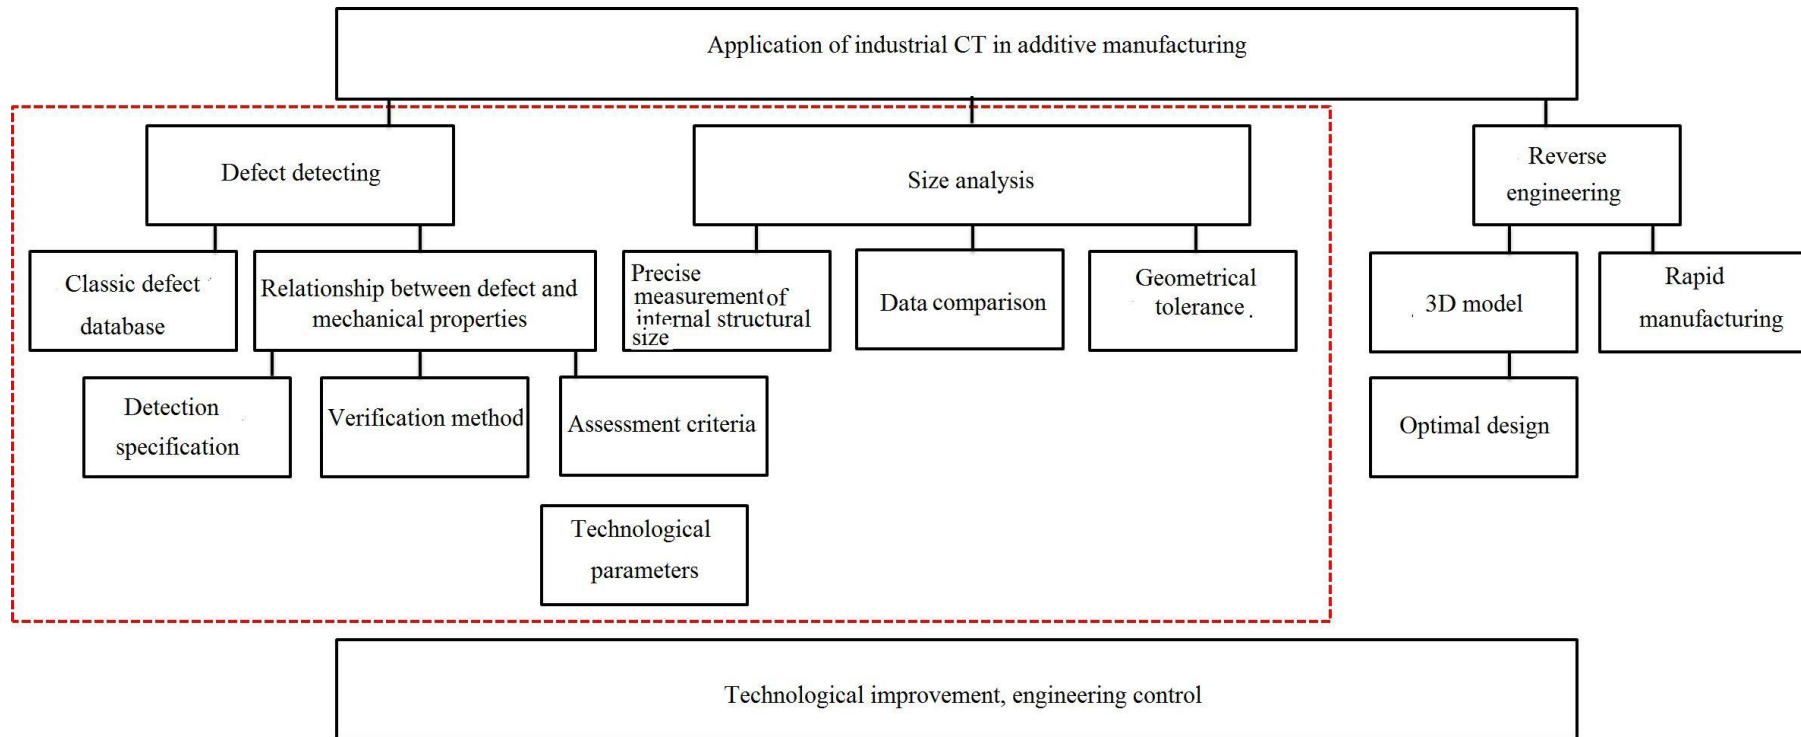 Application of industrial CT in additive manufacturing
Defect detecting
Size analysis
Reverse
engineering
Classic defect
database
Relationship between defect and
mechanical properties
Precise
measurement of
internal structural
size
Data comparison
Geometrical
tolerance
3D model
Rapid
manufacturing
Detection
specification
Verification method
Assessment criteria
Optimal design
Technological
parameters
Technological improvement, engineering control